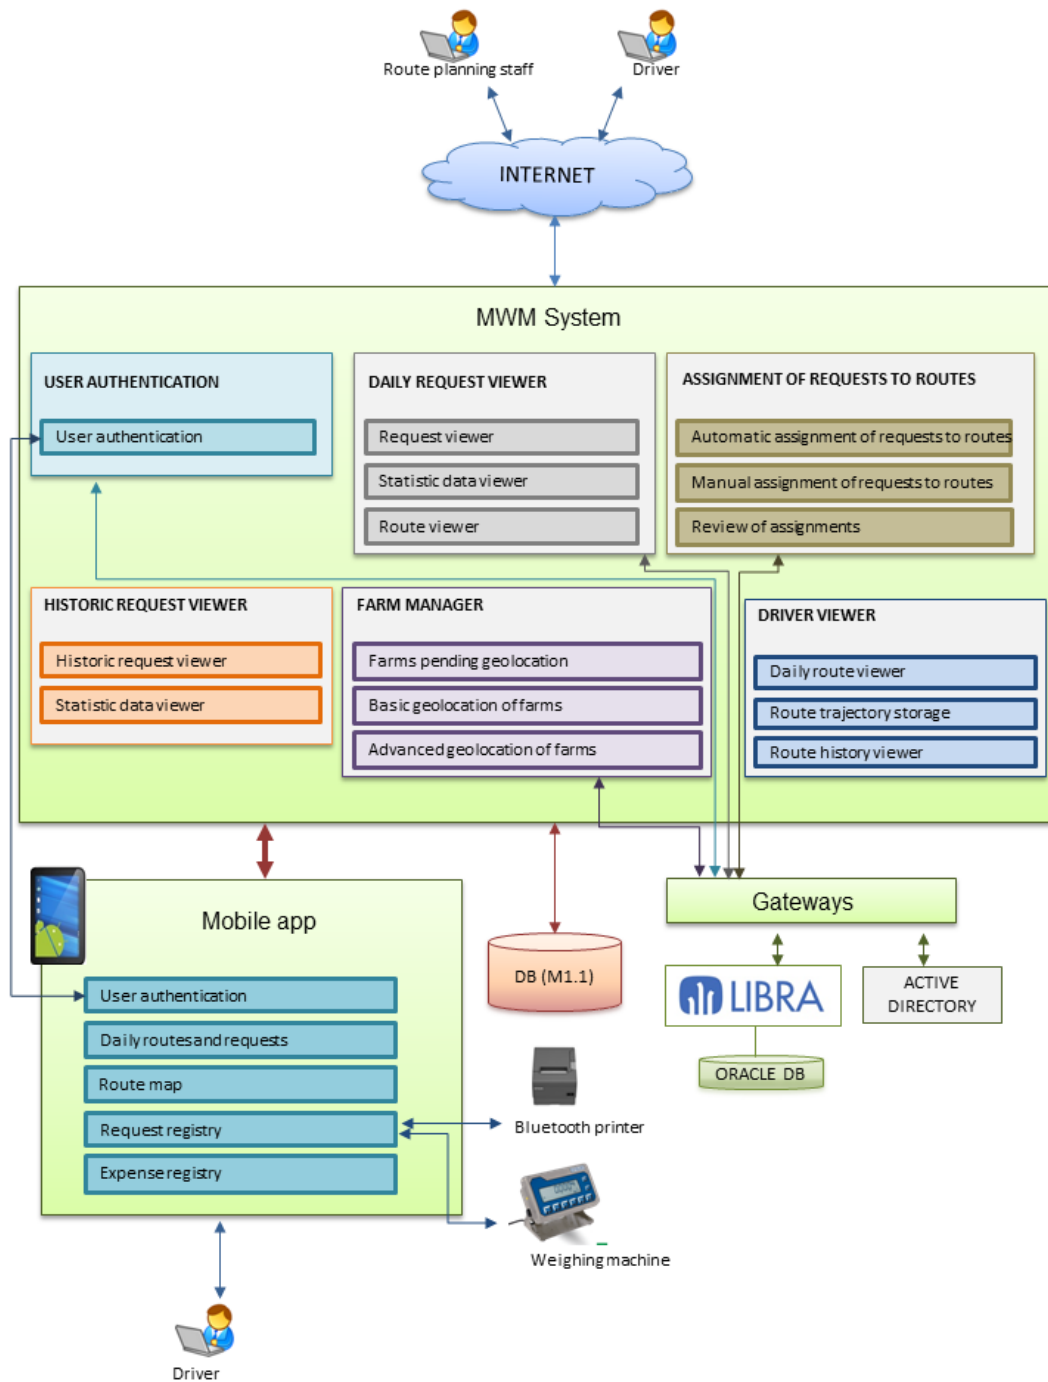 Route planning staff
Driver
INTERNET
MWM System
USER AUTHENTICATION
User authentication
DAILY REQUEST VIEWER
Request viewer
Statistic data viewer
Route viewer
ASSIGNMENT OF REQUESTS TO ROUTES
Automatic assignment of requests to routes
Manual assignment of requests to routes
Review of assignments
HISTORIC REQUEST VIEWER
Historic request viewer
Statistic data viewer
FARM MANAGER
Farms pending geolocation
Basic geolocation of farms
Advanced geolocation of farms
DRIVER VIEWER
Daily route viewer
Route trajectory storage
Route history viewer
Mobile app
User authentication
Daily routes and requests
Route map
Request registry
Expense registry
DB (M1.1)
Gateways
LIBRA
ACTIVE
DIRECTORY
ORACLE DB
Bluetooth printer
Weighing machine
Driver